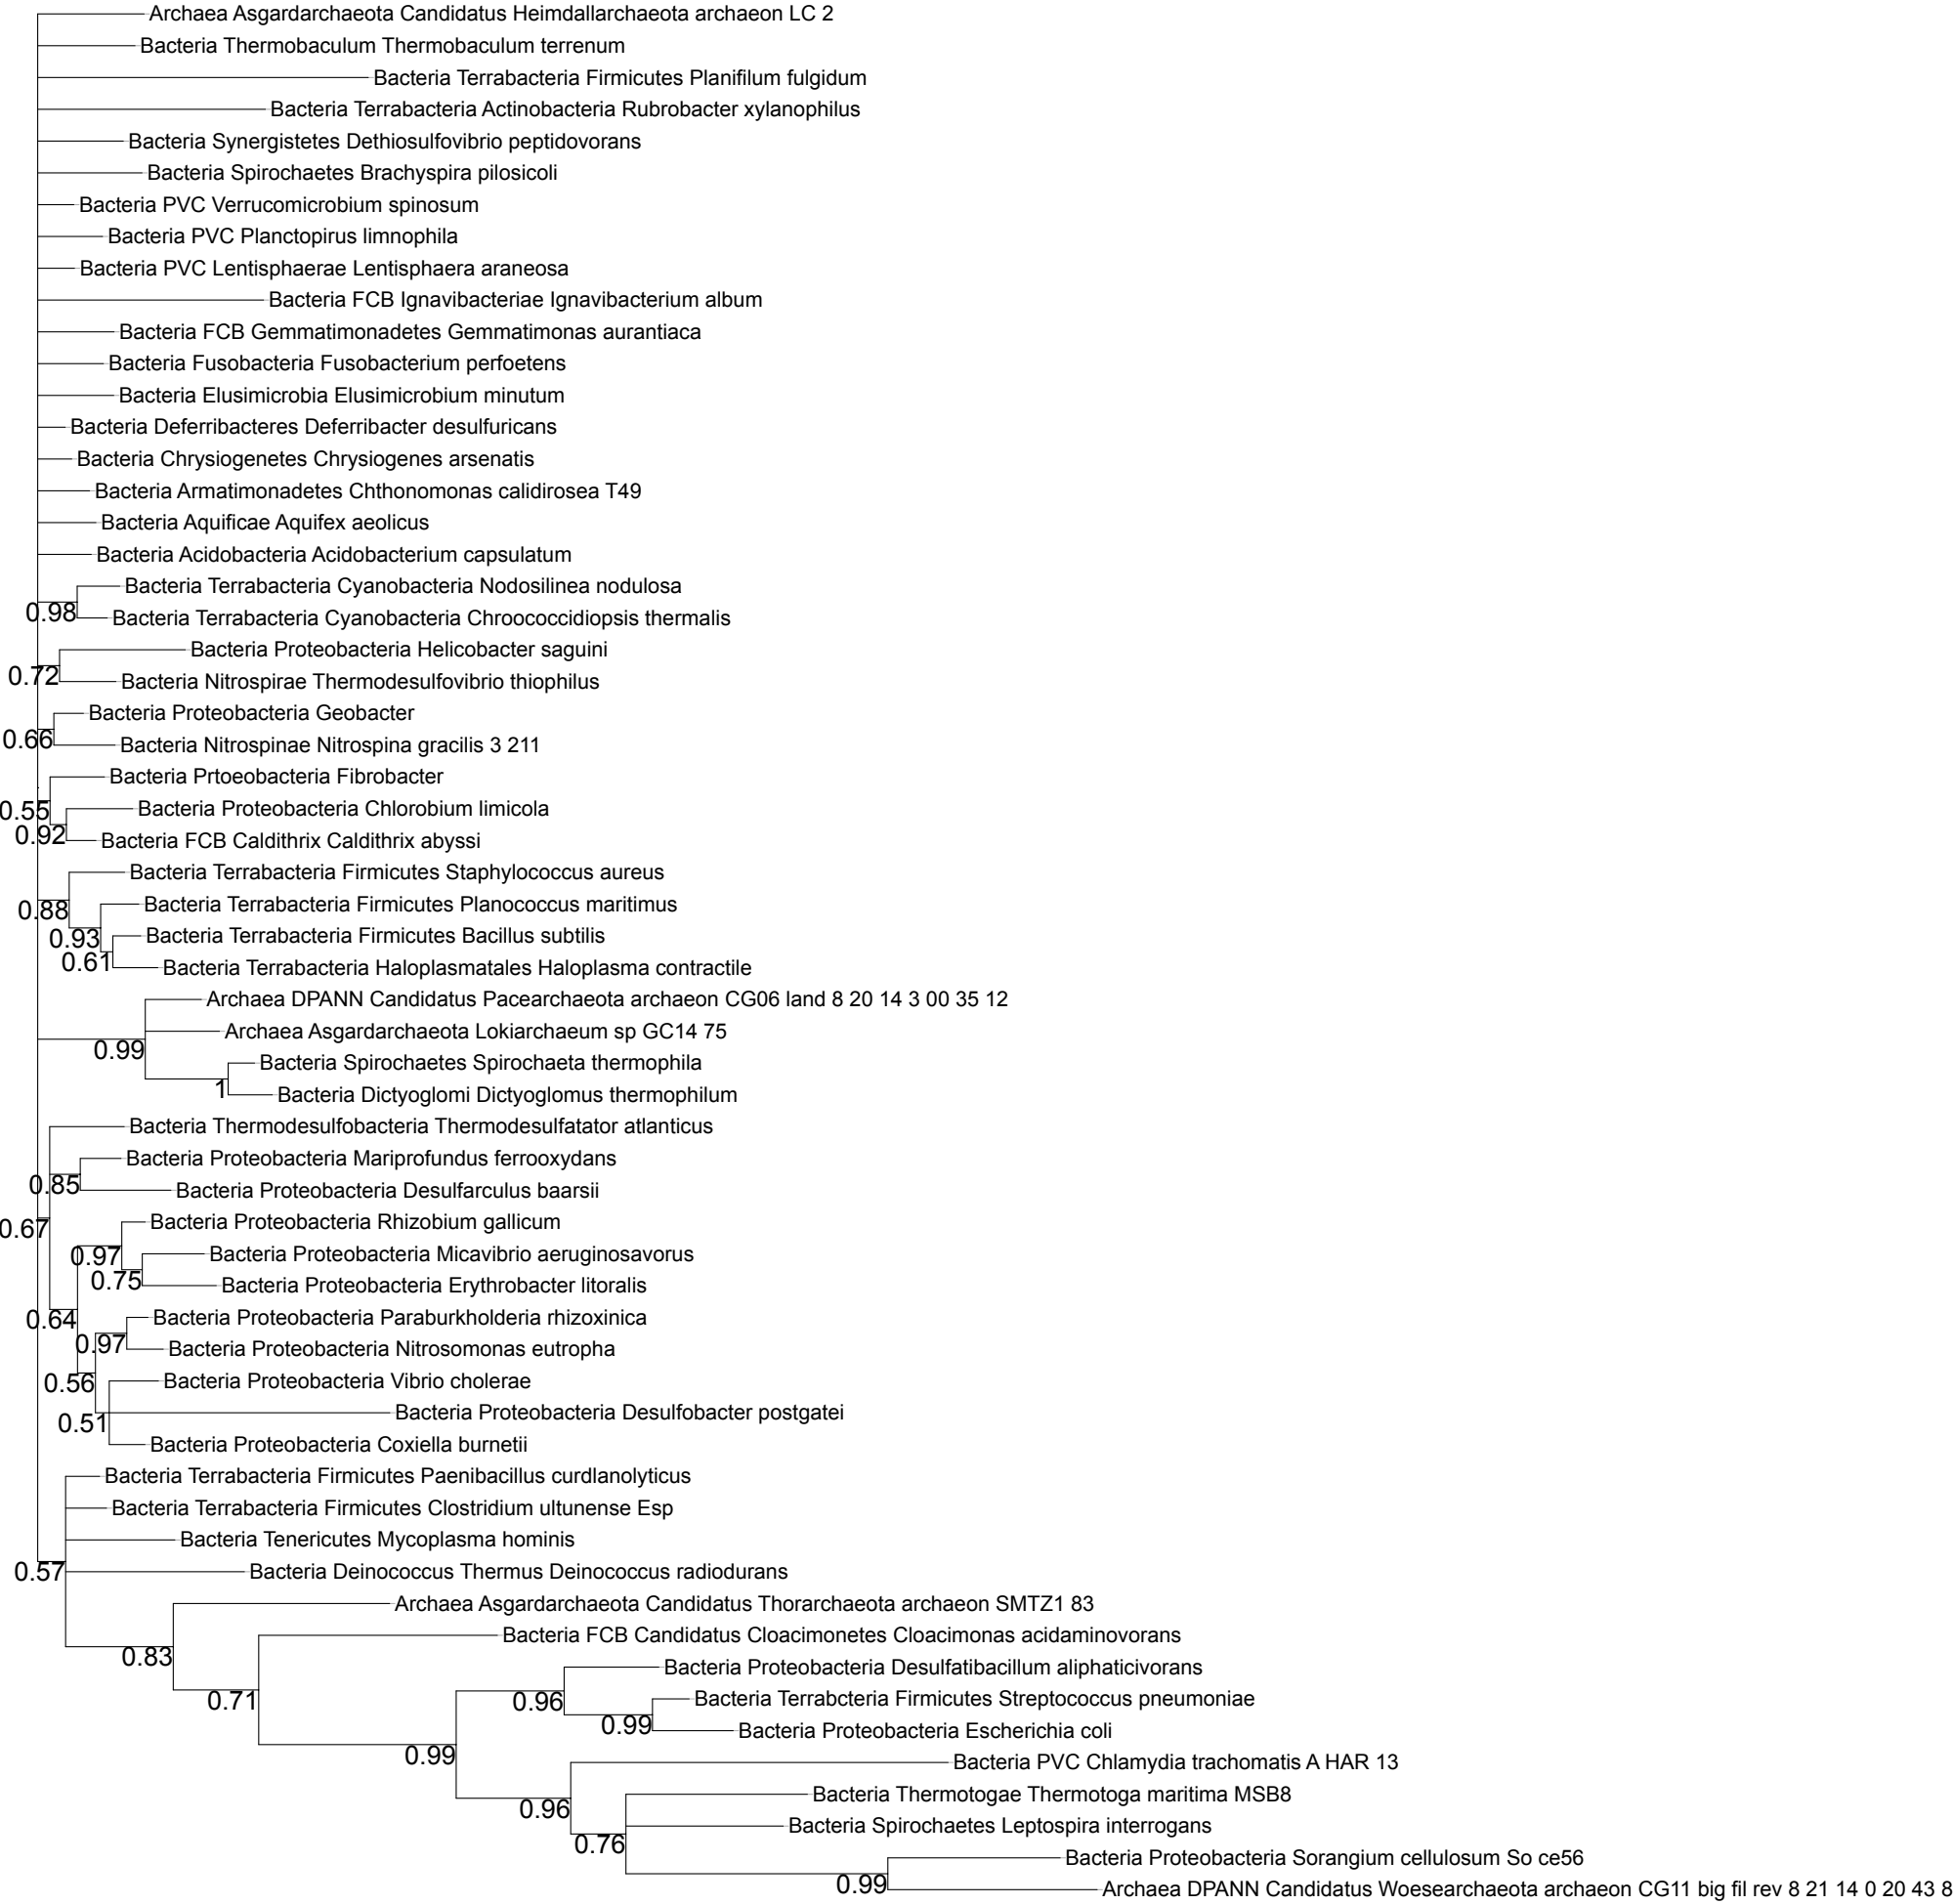 Archaea Asgardarchaeota Candidatus Heimdallarchaeota archaeon LC 2
Bacteria Thermobaculum Thermobaculum terrenum
Bacteria Terrabacteria Firmicutes Planifilum fulgidum
Bacteria Terrabacteria Actinobacteria Rubrobacter xylanophilus
Bacteria Synergistetes Dethiosulfovibrio peptidovorans
Bacteria Spirochaetes Brachyspira pilosicoli
Bacteria PVC Verrucomicrobium spinosum
Bacteria PVC Planctopirus limnophila
Bacteria PVC Lentisphaerae Lentisphaera araneosa
Bacteria FCB Ignavibacteriae Ignavibacterium album
Bacteria FCB Gemmatimonadetes Gemmatimonas aurantiaca
Bacteria Fusobacteria Fusobacterium perfoetens
Bacteria Elusimicrobia Elusimicrobium minutum
Bacteria Deferribacteres Deferribacter desulfuricans
Bacteria Chrysiogenetes Chrysiogenes arsenatis
Bacteria Armatimonadetes Chthonomonas calidirosea T49
Bacteria Aquificae Aquifex aeolicus
Bacteria Acidobacteria Acidobacterium capsulatum
Bacteria Terrabacteria Cyanobacteria Nodosilinea nodulosa
0.98
Bacteria Terrabacteria Cyanobacteria Chroococcidiopsis thermalis
Bacteria Proteobacteria Helicobacter saguini
0.72
Bacteria Nitrospirae Thermodesulfovibrio thiophilus
Bacteria Proteobacteria Geobacter
0.66
Bacteria Nitrospinae Nitrospina gracilis 3 211
Bacteria Prtoeobacteria Fibrobacter
0.55
Bacteria Proteobacteria Chlorobium limicola
0.92
Bacteria FCB Caldithrix Caldithrix abyssi
Bacteria Terrabacteria Firmicutes Staphylococcus aureus
0.88
Bacteria Terrabacteria Firmicutes Planococcus maritimus
0.93
Bacteria Terrabacteria Firmicutes Bacillus subtilis
0.61
Bacteria Terrabacteria Haloplasmatales Haloplasma contractile
Archaea DPANN Candidatus Pacearchaeota archaeon CG06 land 8 20 14 3 00 35 12
Archaea Asgardarchaeota Lokiarchaeum sp GC14 75
0.99
Bacteria Spirochaetes Spirochaeta thermophila
1
Bacteria Dictyoglomi Dictyoglomus thermophilum
Bacteria Thermodesulfobacteria Thermodesulfatator atlanticus
Bacteria Proteobacteria Mariprofundus ferrooxydans
0.85
Bacteria Proteobacteria Desulfarculus baarsii
0.67
Bacteria Proteobacteria Rhizobium gallicum
0.97
Bacteria Proteobacteria Micavibrio aeruginosavorus
0.75
Bacteria Proteobacteria Erythrobacter litoralis
0.64
Bacteria Proteobacteria Paraburkholderia rhizoxinica
0.97
Bacteria Proteobacteria Nitrosomonas eutropha
0.56
Bacteria Proteobacteria Vibrio cholerae
0.51
Bacteria Proteobacteria Desulfobacter postgatei
Bacteria Proteobacteria Coxiella burnetii
Bacteria Terrabacteria Firmicutes Paenibacillus curdlanolyticus
Bacteria Terrabacteria Firmicutes Clostridium ultunense Esp
Bacteria Tenericutes Mycoplasma hominis
0.57
Bacteria Deinococcus Thermus Deinococcus radiodurans
Archaea Asgardarchaeota Candidatus Thorarchaeota archaeon SMTZ1 83
0.83
Bacteria FCB Candidatus Cloacimonetes Cloacimonas acidaminovorans
0.71
Bacteria Proteobacteria Desulfatibacillum aliphaticivorans
0.96
Bacteria Terrabcteria Firmicutes Streptococcus pneumoniae
0.99
Bacteria Proteobacteria Escherichia coli
0.99
Bacteria PVC Chlamydia trachomatis A HAR 13
0.96
Bacteria Thermotogae Thermotoga maritima MSB8
Bacteria Spirochaetes Leptospira interrogans
0.76
Bacteria Proteobacteria Sorangium cellulosum So ce56
0.99
Archaea DPANN Candidatus Woesearchaeota archaeon CG11 big fil rev 8 21 14 0 20 43 8